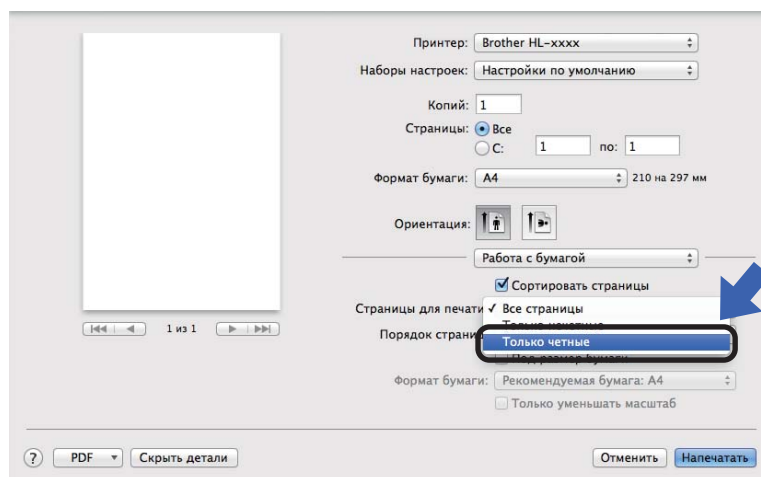 Принтер: Brother HL-xxxx
Наборы настроек: Настройки по умолчанию
Копий: 1
Страницы: Все
С: 1 по: 1
Формат бумаги: A4 210 на 297 мм
Ориентация:
Работа с бумагой
Сортировать страницы
Страницы для печати ✓ Все страницы
Порядок страни
Только четные
Формат бумаги: Рекомендуемая бумага: A4
Только уменьшать масштаб
1 из 1
? PDF Скрыть детали Отменить Напечатать